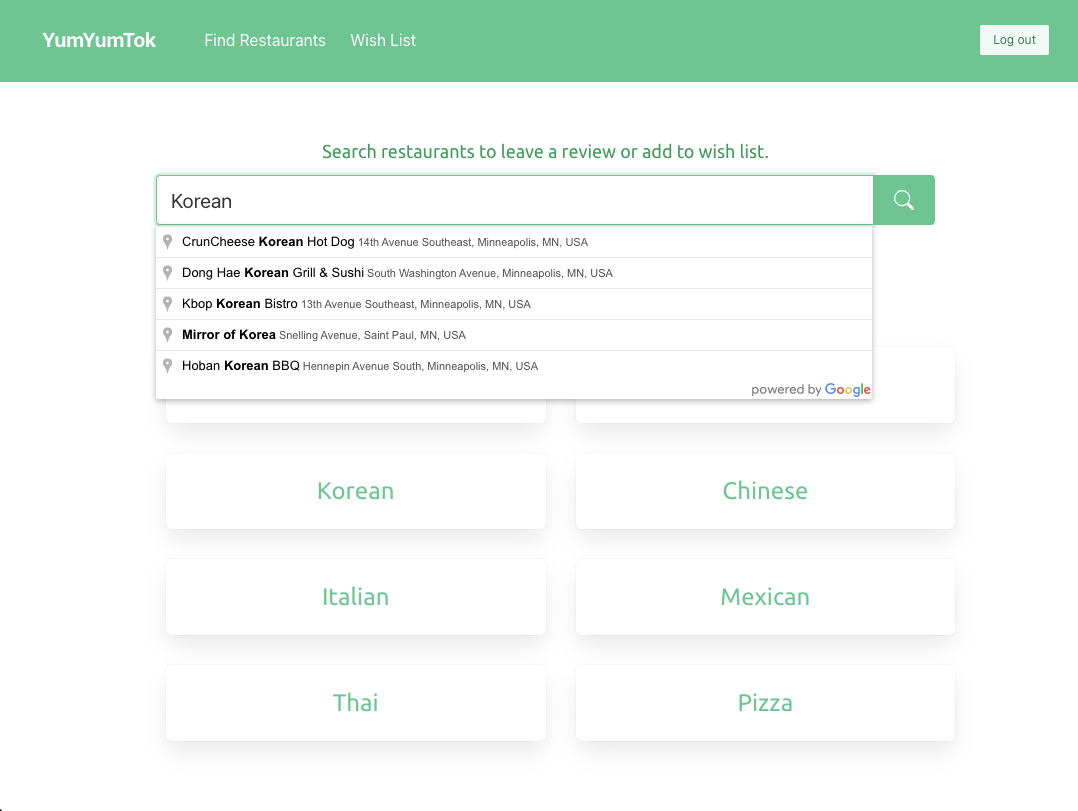 YumYumTok Find Restaurants Wish List Log out
Search restaurants to leave a review or add to wish list.
Korean
CrunCheese Korean Hot Dog 14th Avenue Southeast, Minneapolis, MN, USA
Dong Hae Korean Grill & Sushi South Washington Avenue, Minneapolis, MN, USA
Kbop Korean Bistro 13th Avenue Southeast, Minneapolis, MN, USA
Mirror of Korea Snelling Avenue, Saint Paul, MN, USA
Hoban Korean BBQ Hennepin Avenue South, Minneapolis, MN, USA
powered by Google
Korean Chinese
Italian Mexican
Thai Pizza